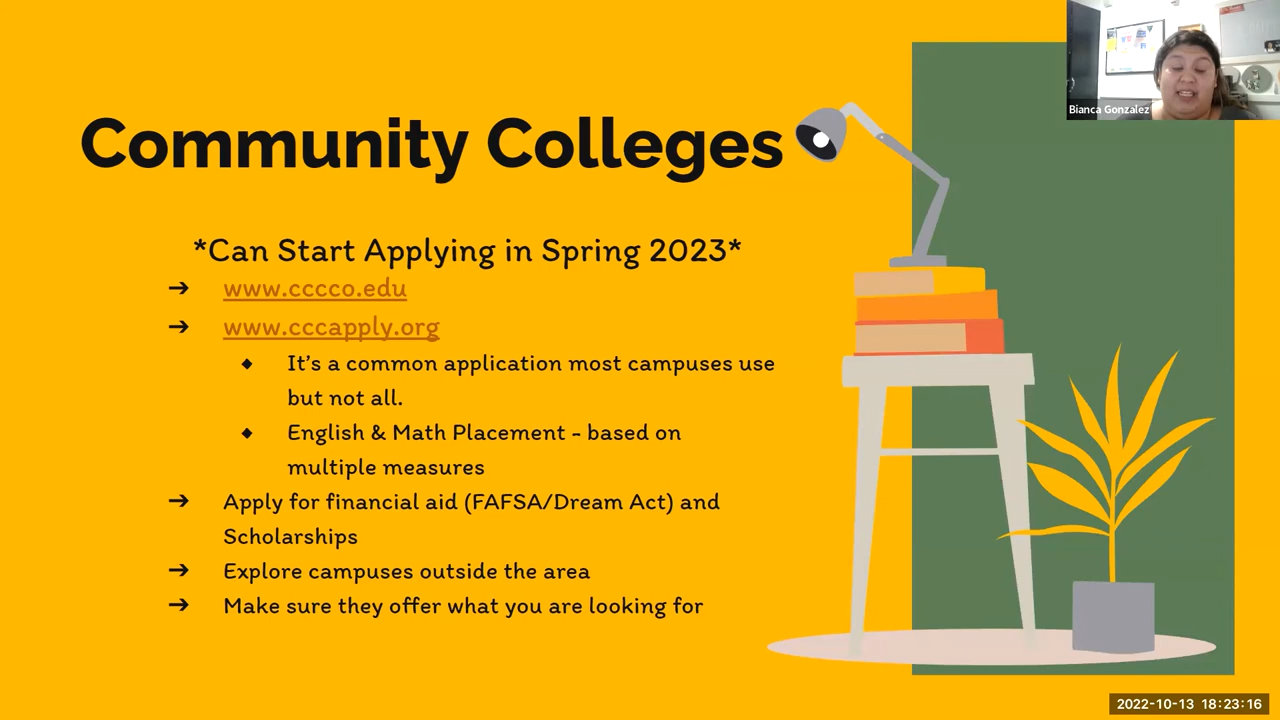 Bianca Gonzalez
Community Colleges
*Can Start Applying in Spring 2023*
➔ www.cccco.edu
➔ www.cccapply.org
◆ It's a common application most campuses use
but not all.
◆ English & Math Placement - based on
multiple measures
➔ Apply for financial aid (FAFSA/Dream Act) and
Scholarships
➔ Explore campuses outside the area
➔ Make sure they offer what you are looking for
2022-10-13 18:23:16